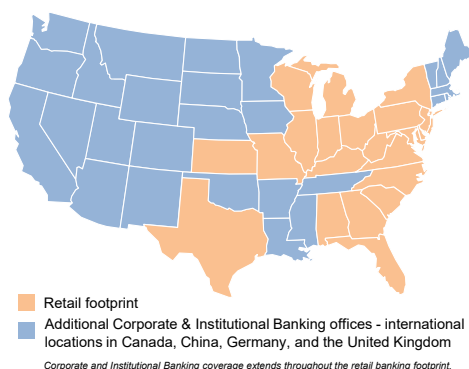 Retail footprint
Additional Corporate & Institutional Banking offices - international
locations in Canada, China, Germany, and the United Kingdom
Corporate and Institutional Banking coverage extends throughout the retail banking footprint.